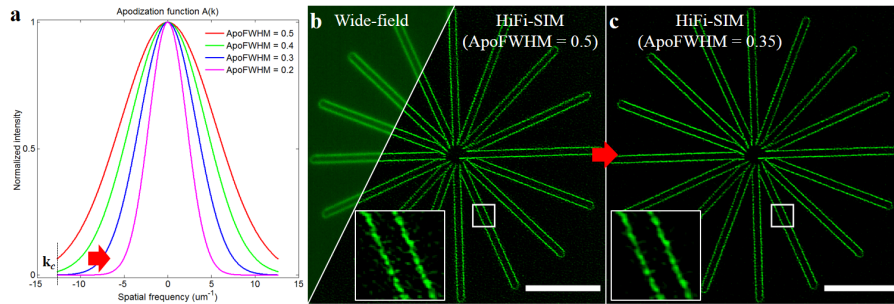 a
Apodization function A(k)
ApoFWHM = 0.5
ApoFWHM = 0.4
ApoFWHM = 0.3
ApoFWHM = 0.2
Normalized intensity
1
0.5
0
k_c
-15
-10
-5
0
5
10
15
Spatial frequency (um⁻¹)
b
Wide-field
HiFi-SIM
(ApoFWHM = 0.5)
c
HiFi-SIM
(ApoFWHM = 0.35)